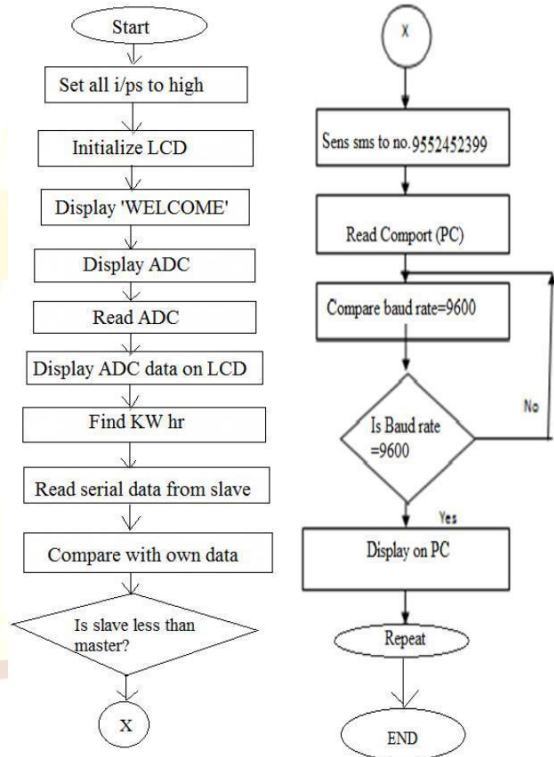 Start
Set all i/ps to high
Initialize LCD
Display 'WELCOME'
Display ADC
Read ADC
Display ADC data on LCD
Find KW hr
Read serial data from slave
Compare with own data
Is slave less than
master?
X
X
Sens sms to no.9552452399
Read Comport (PC)
Compare baud rate=9600
Is Baud rate
=9600
No
Yes
Display on PC
Repeat
END